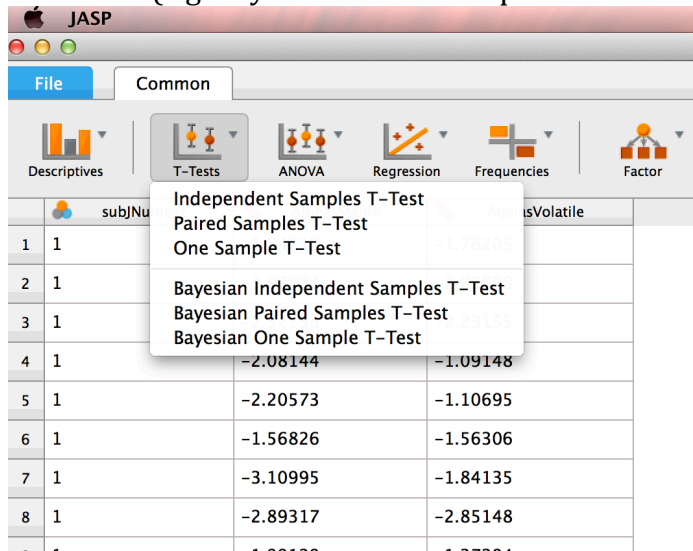 JASP
File Common
Descriptives T-Tests ANOVA Regression Frequencies Factor
Independent Samples T-Test
Paired Samples T-Test
One Sample T-Test
Bayesian Independent Samples T-Test
Bayesian Paired Samples T-Test
Bayesian One Sample T-Test
1 1 -1.76205
2 1
3 1 -2.23155
4 1 -2.08144 -1.09148
5 1 -2.20573 -1.10695
6 1 -1.56826 -1.56306
7 1 -3.10995 -1.84135
8 1 -2.89317 -2.85148